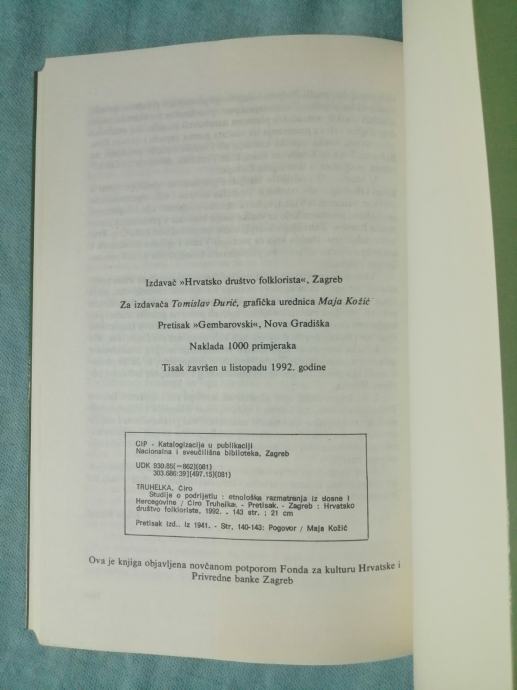 Izdavač »Hrvatsko društvo folklorista«, Zagreb
Za izdavača Tomislav Đurić, grafička urednica Maja Kožić
Pretisak »Gembarovski«, Nova Gradiška
Naklada 1000 primjeraka
Tisak završen u listopadu 1992. godine
CIP - Katalogizacija u publikaciji
Nacionalna i sveučilišna biblioteka, Zagreb
UDK 930.85(=862)(081)
303.686:39](497.15)(081)
TRUHELKA, Ćiro
Studije o podrijetlu : etnološka razmatranja iz dosne i
Hercegovine / Ćiro Truhelka. - Pretisak. - Zagreb : Hrvatsko
društvo folkloriste, 1992. - 143 str. ; 21 cm
Pretisak izd.. iz 1941. - Str. 140-143: Pogovor / Maja Kožić
Ova je knjiga objavljena novčanom potporom Fonda za kulturu Hrvatske i
Privredne banke Zagreb